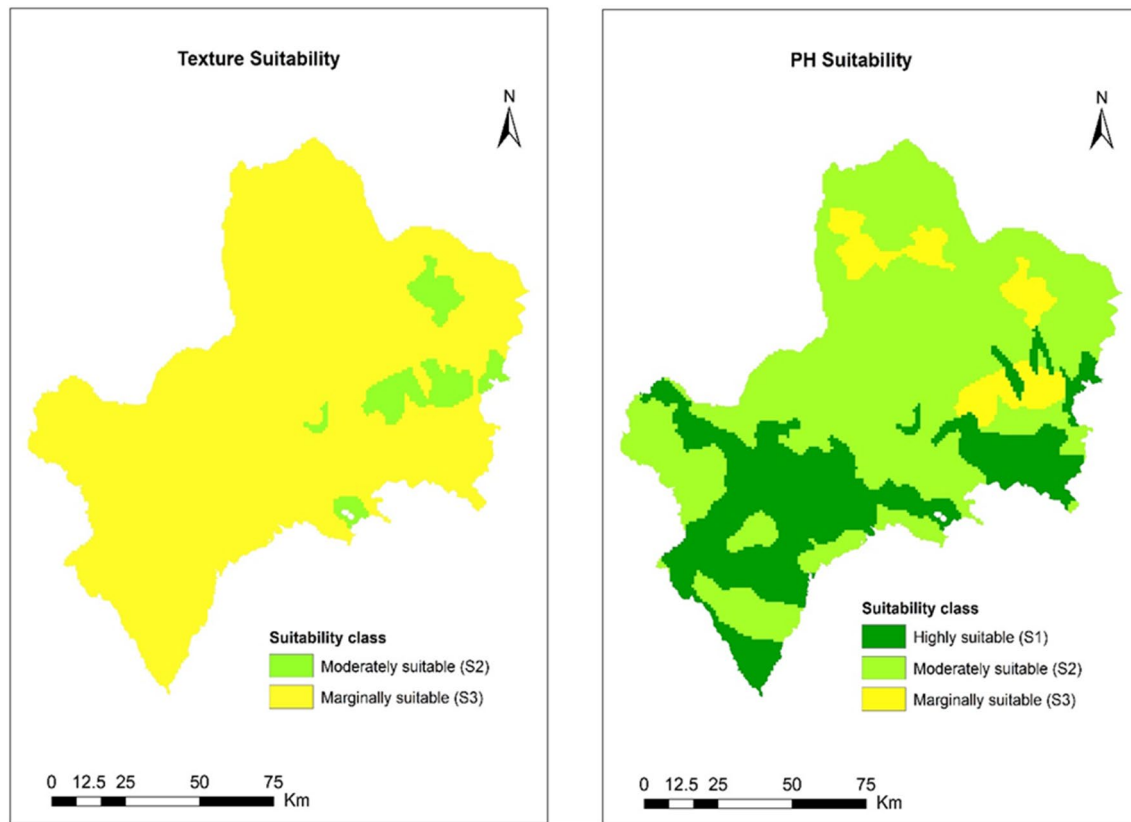 Texture Suitability
N
Suitability class
Moderately suitable (S2)
Marginally suitable (S3)
0 12.5 25 50 75
Km
PH Suitability
N
Suitability class
Highly suitable (S1)
Moderately suitable (S2)
Marginally suitable (S3)
0 12.5 25 50 75
Km